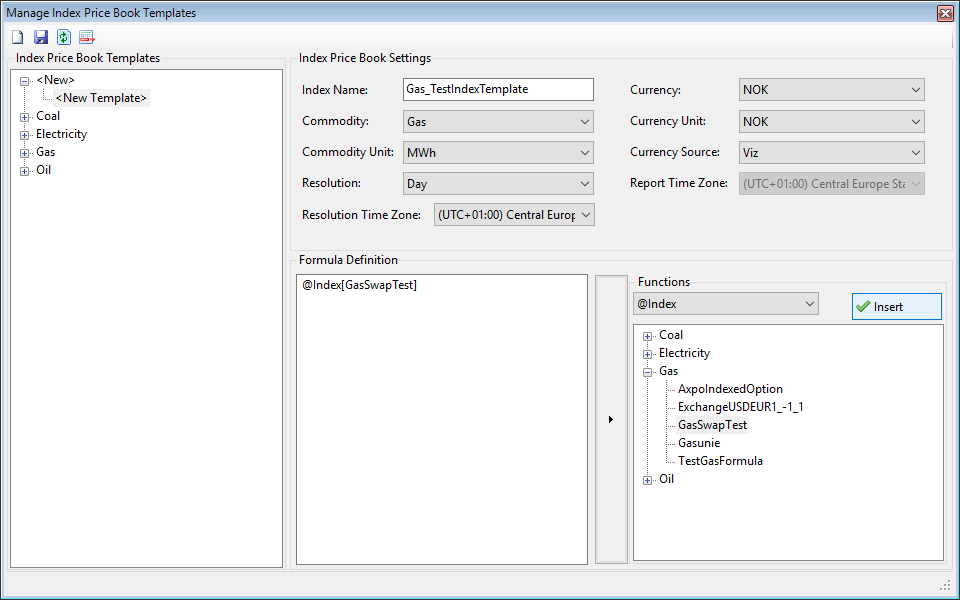 Manage Index Price Book Templates
Index Price Book Templates
<New>
<New Template>
Coal
Electricity
Gas
Oil
Index Price Book Settings
Index Name: Gas_TestIndexTemplate
Commodity: Gas
Commodity Unit: MWh
Resolution: Day
Resolution Time Zone: (UTC+01:00) Central Europ
Currency: NOK
Currency Unit: NOK
Currency Source: Viz
Report Time Zone: (UTC+01:00) Central Europe Sta
Formula Definition
@Index[GasSwapTest]
Functions
@Index
Insert
Coal
Electricity
Gas
AxpoIndexedOption
ExchangeUSDEUR1_-1_1
GasSwapTest
Gasunie
TestGasFormula
Oil